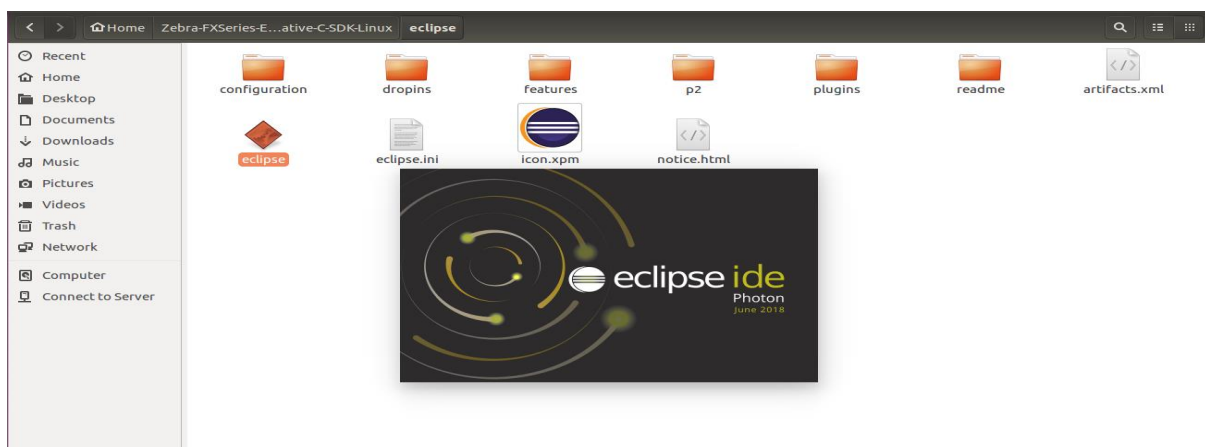 Home Zebra-FXSeries-E...ative-C-SDK-Linux eclipse
Recent
Home
Desktop
Documents
Downloads
Music
Pictures
Videos
Trash
Network
Computer
Connect to Server
configuration dropins features p2 plugins readme artifacts.xml
eclipse eclipse.ini icon.xpm notice.html
eclipse ide
Photon
June 2018